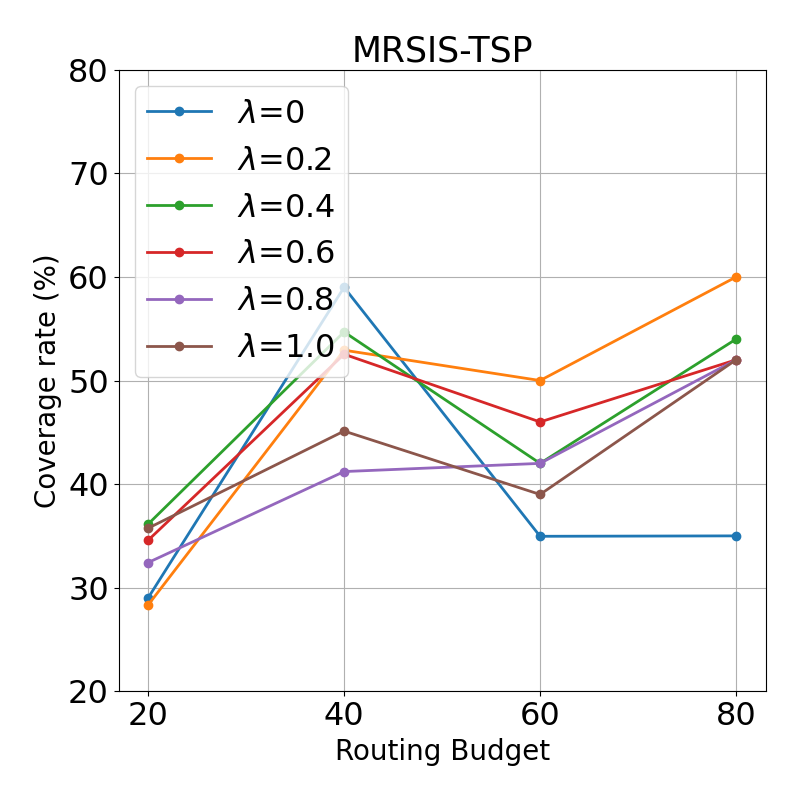 MRSIS-TSP
80
70
60
50
40
30
20
Coverage rate (%)
λ=0
λ=0.2
λ=0.4
λ=0.6
λ=0.8
λ=1.0
20 40 60 80
Routing Budget